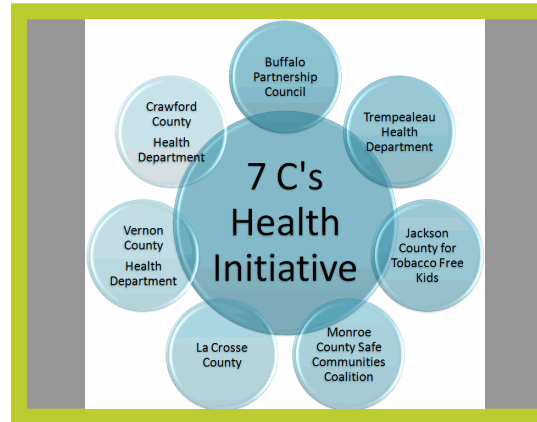 Buffalo
Partnership
Council
Trempealeau
Health
Department
Jackson
County for
Tobacco Free
Kids
Monroe
County Safe
Communities
Coalition
La Crosse
County
Vernon
County
Health
Department
Crawford
County
Health
Department
7 C's
Health
Initiative